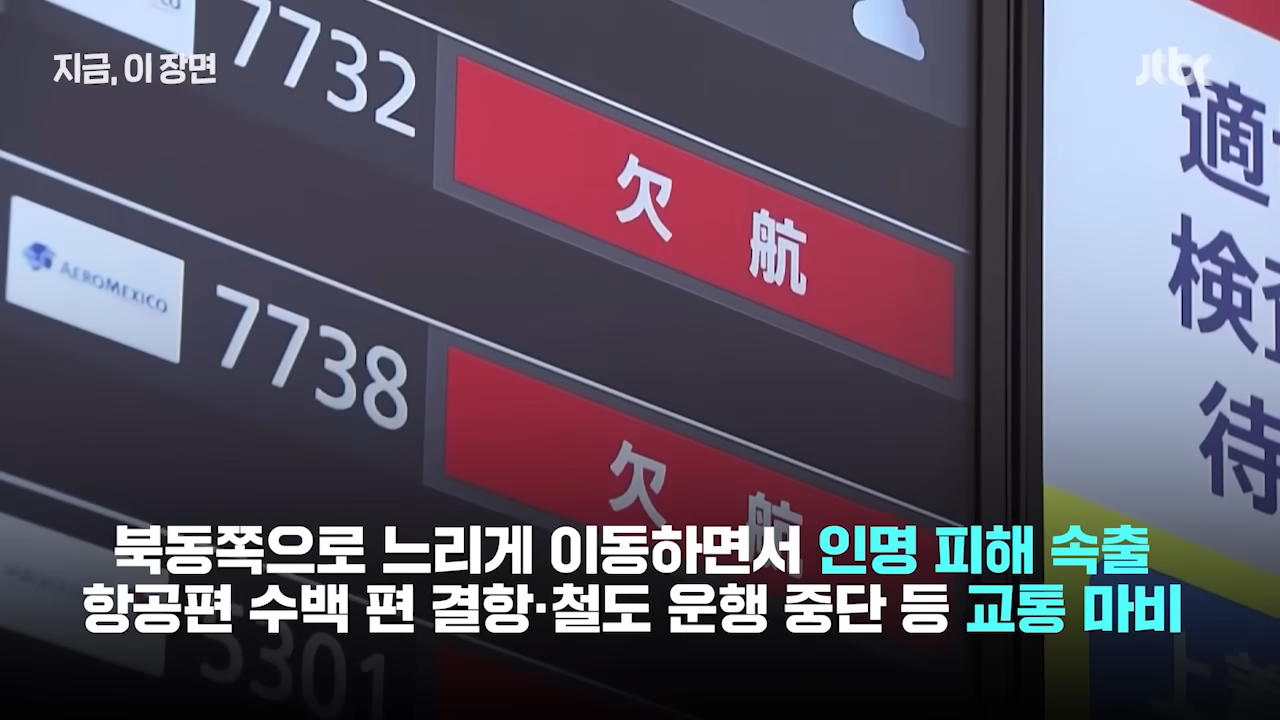 지금, 이 장면
jtbc
7732
欠航
適
検査
待
AEROMEXICO
7738
欠航
북동쪽으로 느리게 이동하면서 인명 피해 속출
항공편 수백 편 결항·철도 운행 중단 등 교통 마비
5301